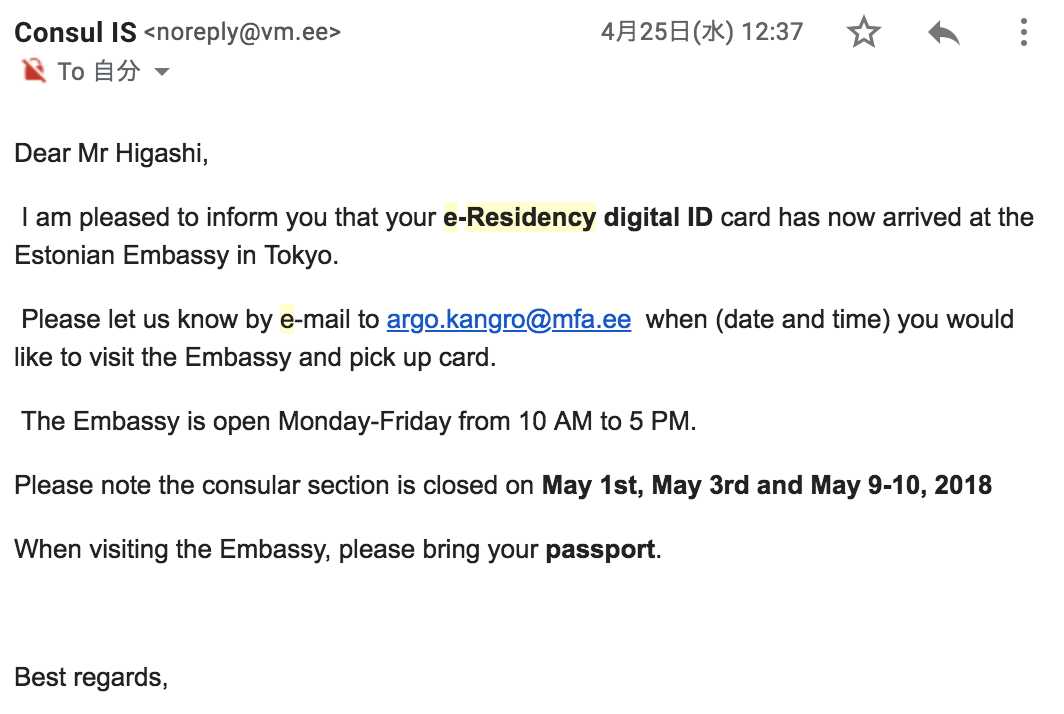 Consul IS <noreply@vm.ee> 4月25日(水) 12:37
To 自分
Dear Mr Higashi,
I am pleased to inform you that your e-Residency digital ID card has now arrived at the
Estonian Embassy in Tokyo.
Please let us know by e-mail to argo.kangro@mfa.ee when (date and time) you would
like to visit the Embassy and pick up card.
The Embassy is open Monday-Friday from 10 AM to 5 PM.
Please note the consular section is closed on May 1st, May 3rd and May 9-10, 2018
When visiting the Embassy, please bring your passport.
Best regards,